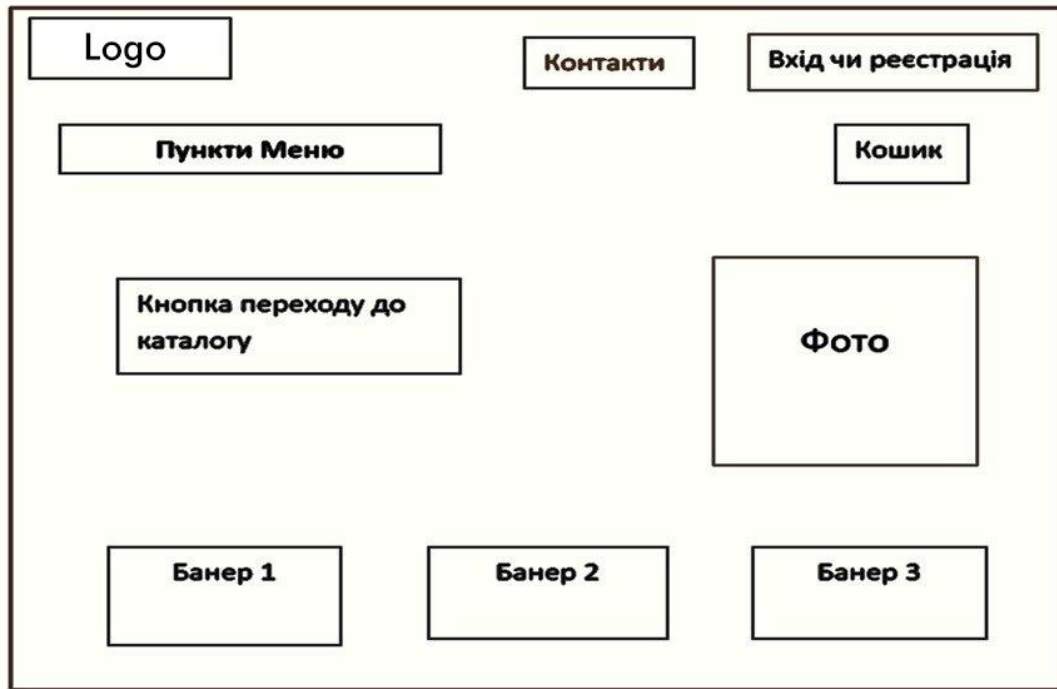 Logo
Контакти
Вхід чи реєстрація
Пункти Меню
Кошик
Кнопка переходу до
каталогу
Фото
Банер 1
Банер 2
Банер 3